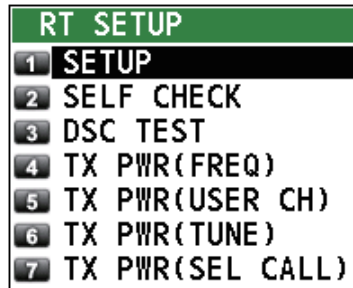 RT SETUP
1 SETUP
2 SELF CHECK
3 DSC TEST
4 TX PWR(FREQ)
5 TX PWR(USER CH)
6 TX PWR(TUNE)
7 TX PWR(SEL CALL)